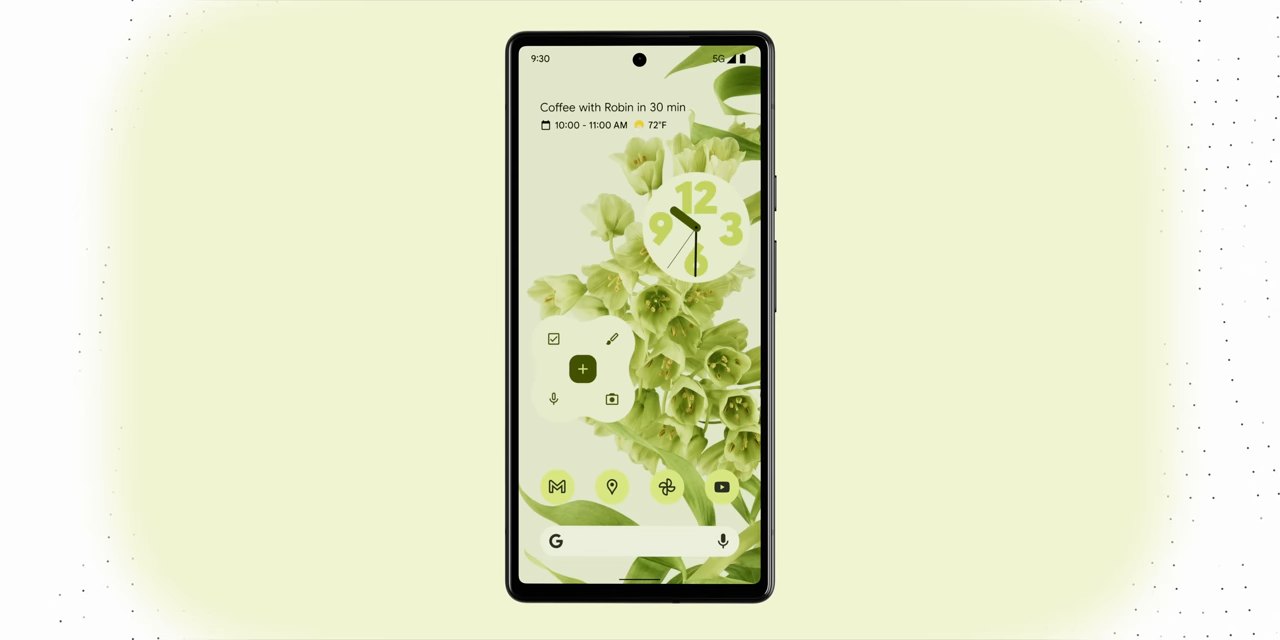 9:30
5G
Coffee with Robin in 30 min
10:00 - 11:00 AM 72°F
12
9 3
6
G